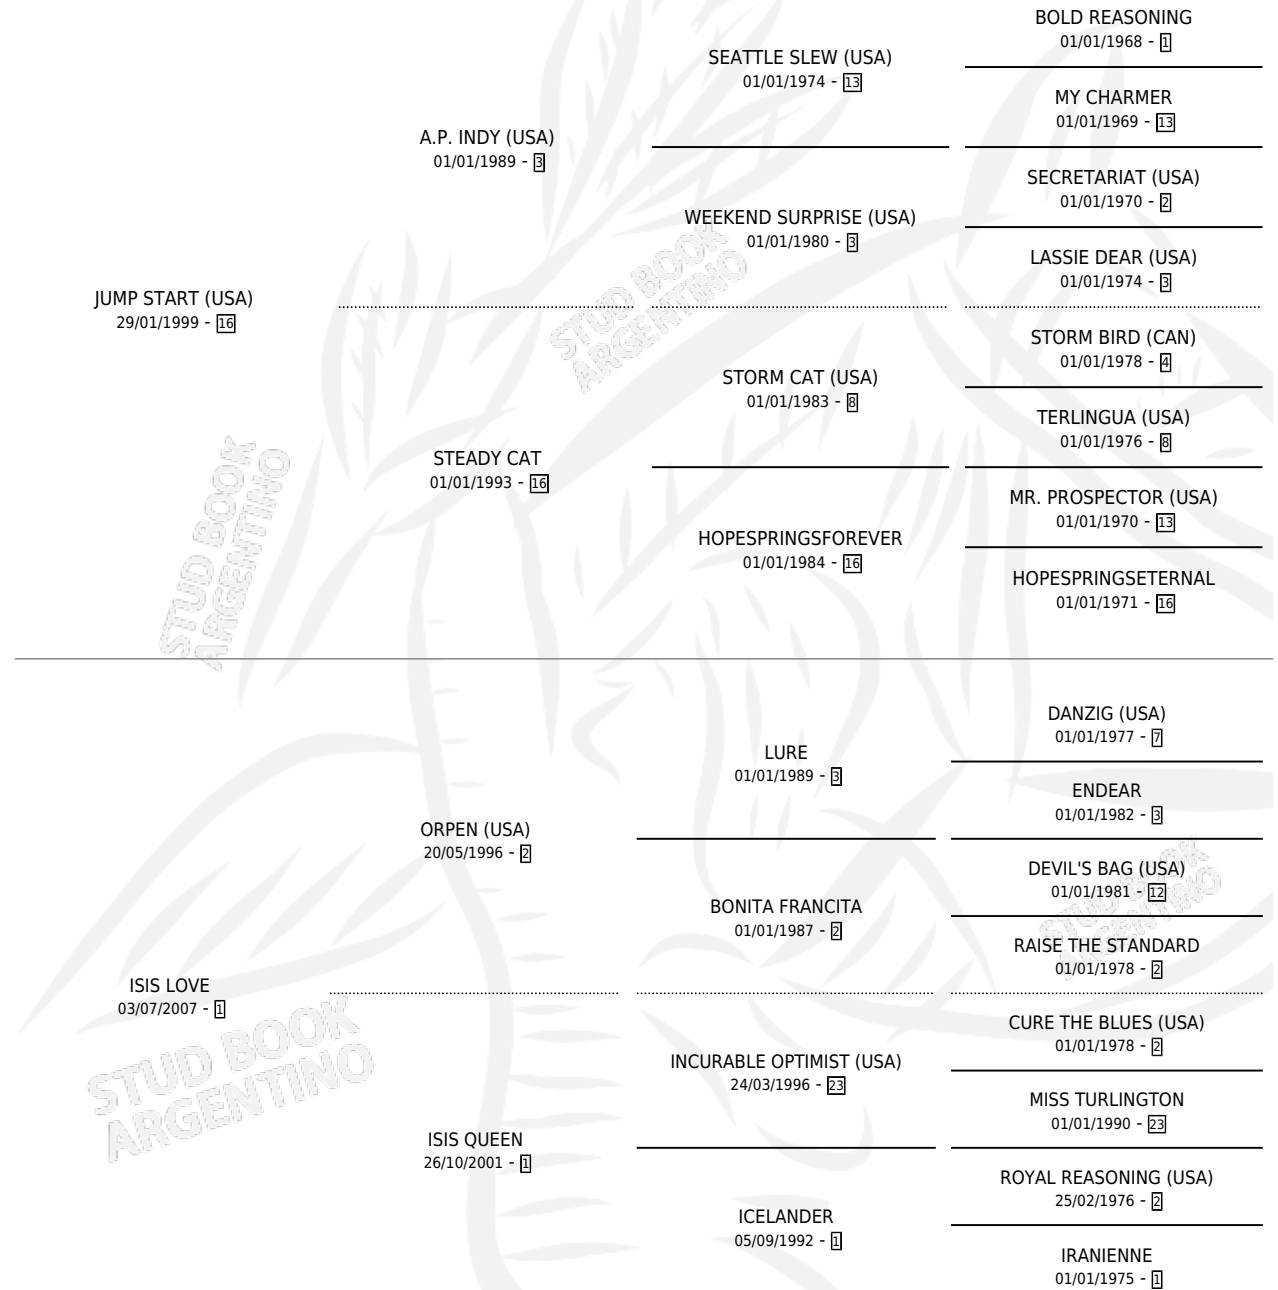 BOLD REASONING
01/01/1968 - 1
SEATTLE SLEW (USA)
01/01/1974 - 13
MY CHARMER
01/01/1969 - 13
A.P. INDY (USA)
01/01/1989 - 3
SECRETARIAT (USA)
01/01/1970 - 2
WEEKEND SURPRISE (USA)
01/01/1980 - 3
LASSIE DEAR (USA)
01/01/1974 - 3
JUMP START (USA)
29/01/1999 - 16
STORM BIRD (CAN)
01/01/1978 - 4
STORM CAT (USA)
01/01/1983 - 8
TERLINGUA (USA)
01/01/1976 - 8
STEADY CAT
01/01/1993 - 16
MR. PROSPECTOR (USA)
01/01/1970 - 13
HOPESPRINGSFOREVER
01/01/1984 - 16
HOPESPRINGSETERNAL
01/01/1971 - 16
DANZIG (USA)
01/01/1977 - 7
LURE
01/01/1989 - 3
ENDEAR
01/01/1982 - 3
ORPEN (USA)
20/05/1996 - 2
DEVIL'S BAG (USA)
01/01/1981 - 12
BONITA FRANCITA
01/01/1987 - 2
RAISE THE STANDARD
01/01/1978 - 2
ISIS LOVE
03/07/2007 - 1
CURE THE BLUES (USA)
01/01/1978 - 2
INCURABLE OPTIMIST (USA)
24/03/1996 - 23
MISS TURLINGTON
01/01/1990 - 23
ISIS QUEEN
26/10/2001 - 1
ROYAL REASONING (USA)
25/02/1976 - 2
ICELANDER
05/09/1992 - 1
IRANIENNE
01/01/1975 - 1
STUD BOOK
ARGENTINO
STUD BOOK
ARGENTINO
STUD BOOK
ARGENTINO
STUD BOOK
ARGENTINO